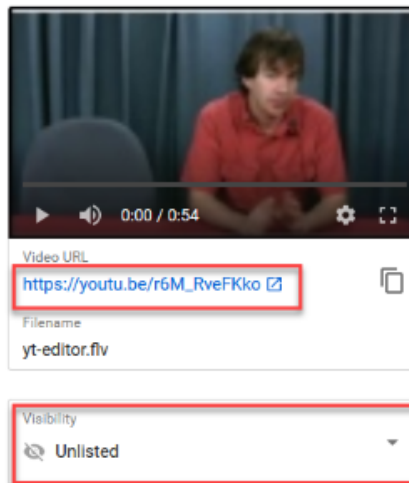 0:00 / 0:54
Video URL
https://youtu.be/r6M_RveFKko
Filename
yt-editor.flv
Visibility
Unlisted